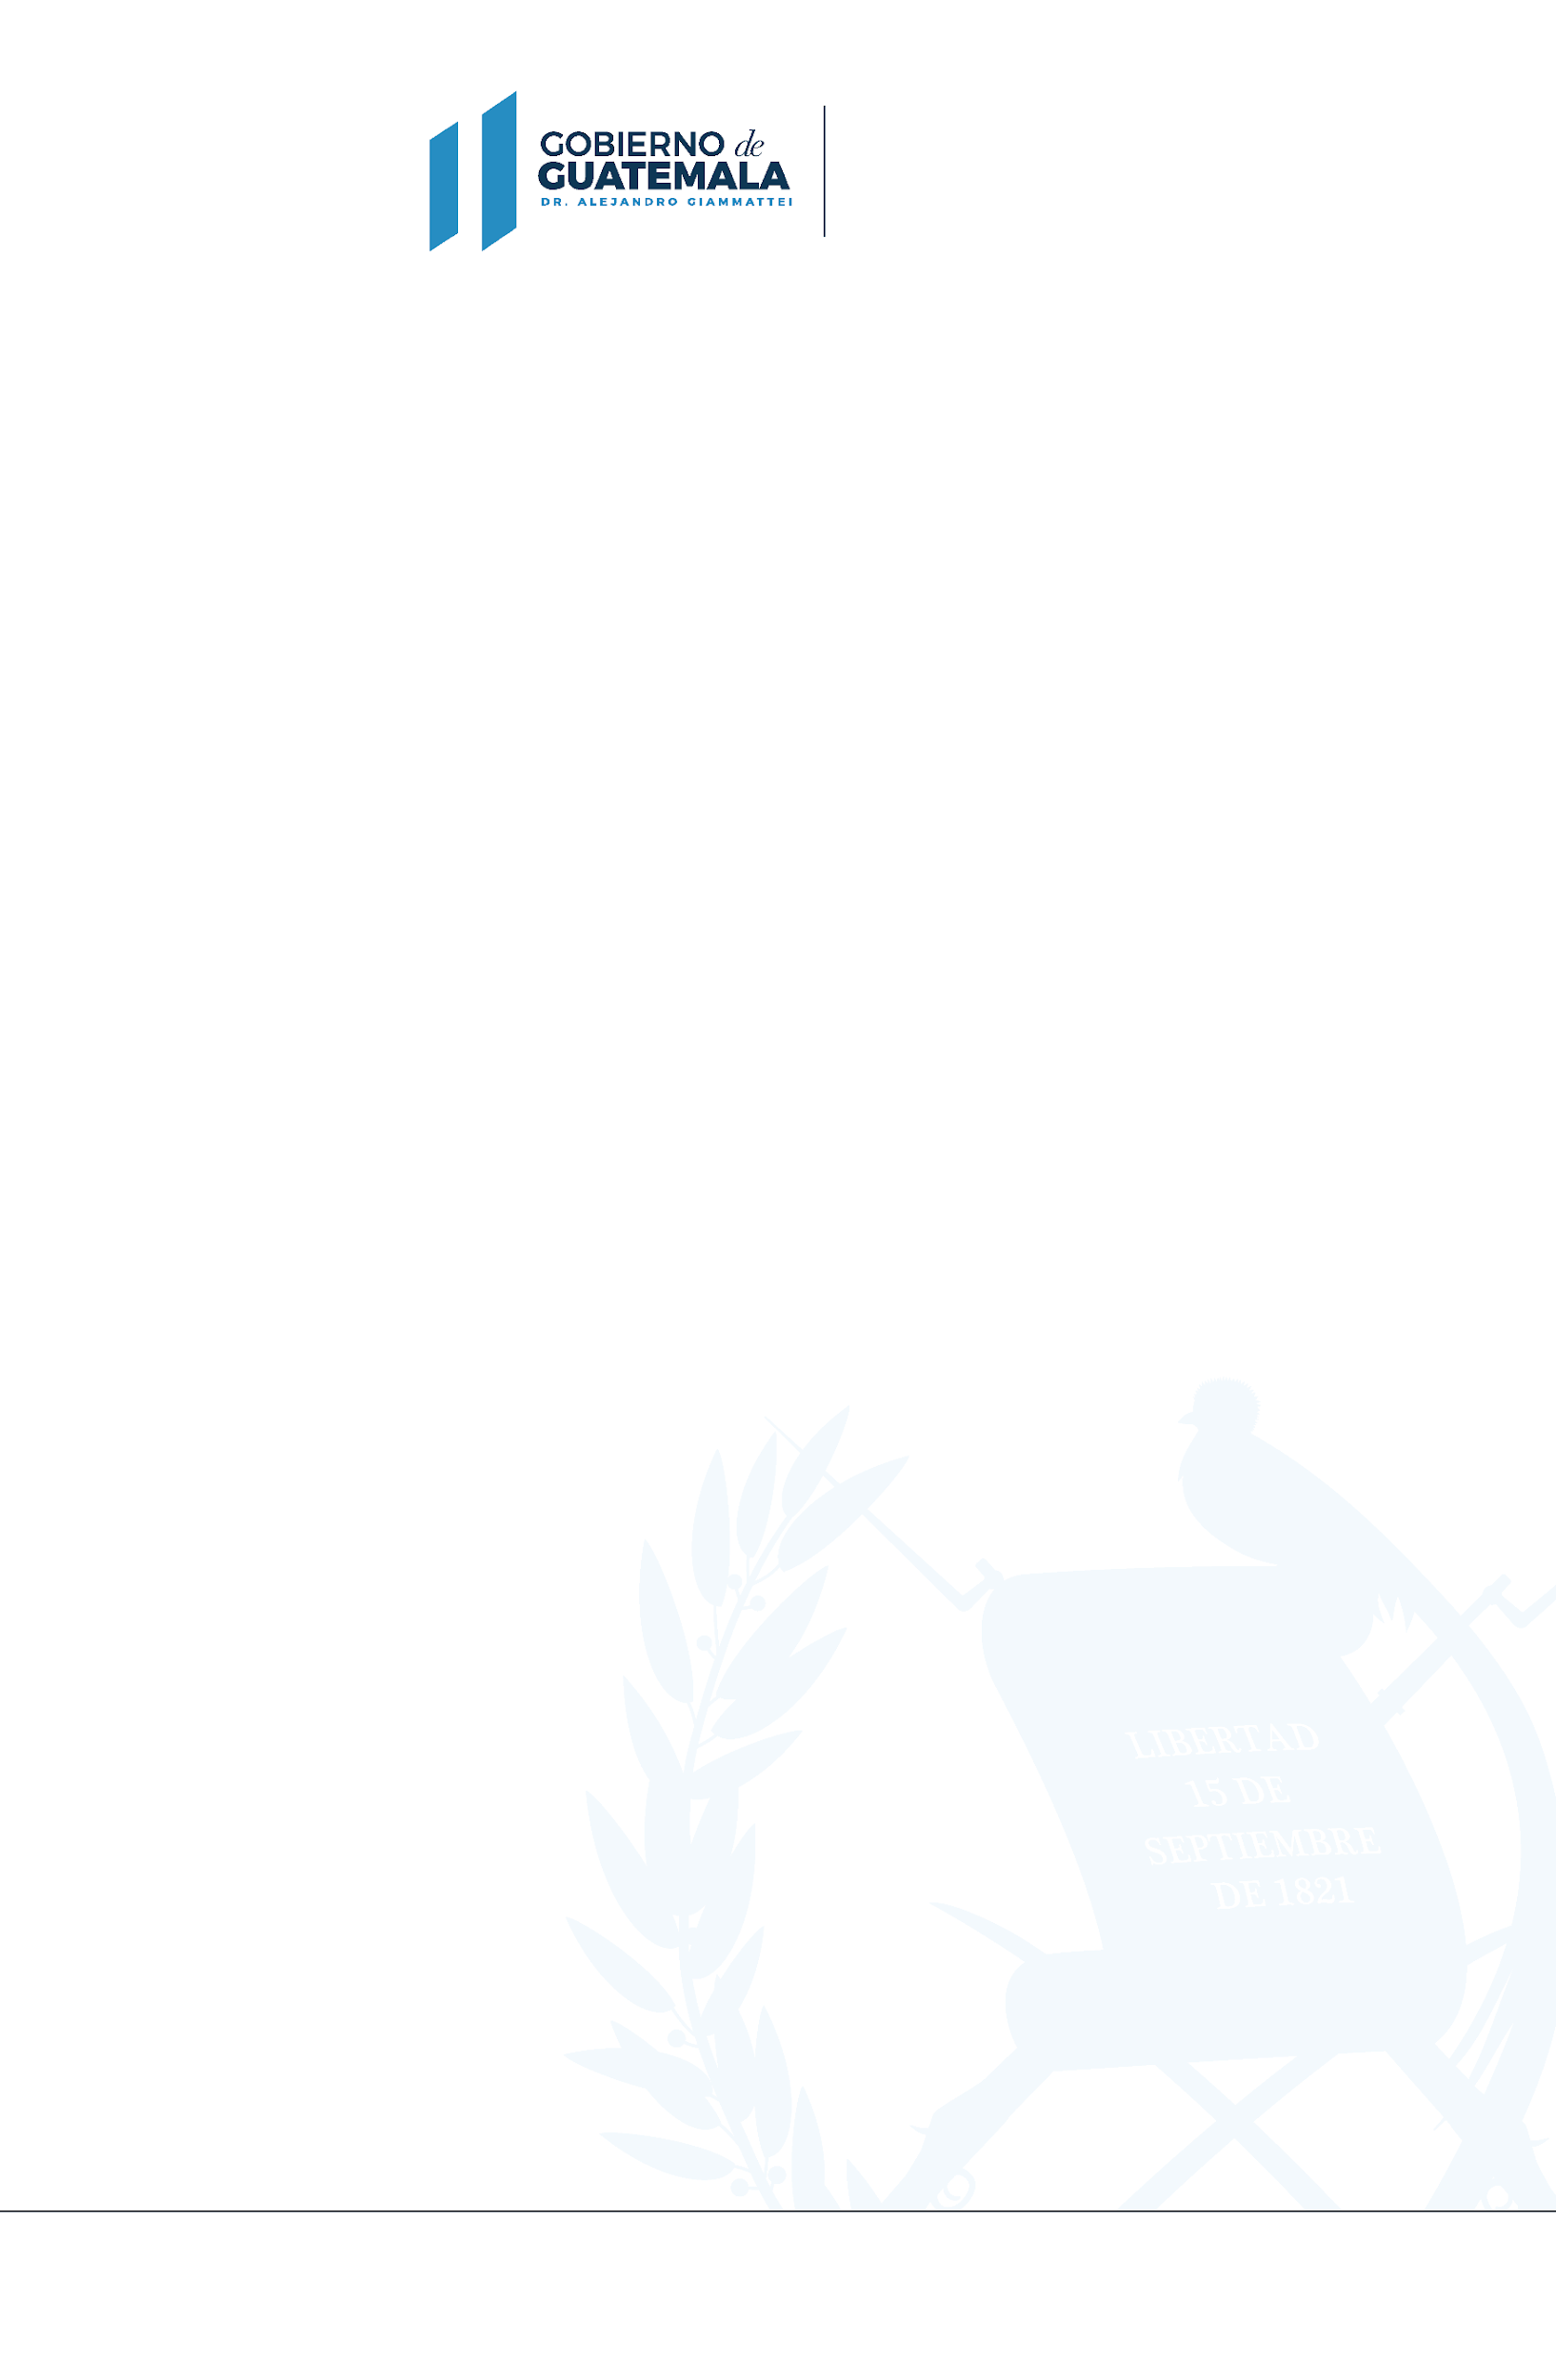 GOBIERNO de
GUATEMALA
DR. ALEJANDRO GIAMMATTEI
LIBERTAD
15 DE
SEPTIEMBRE
DE 1821